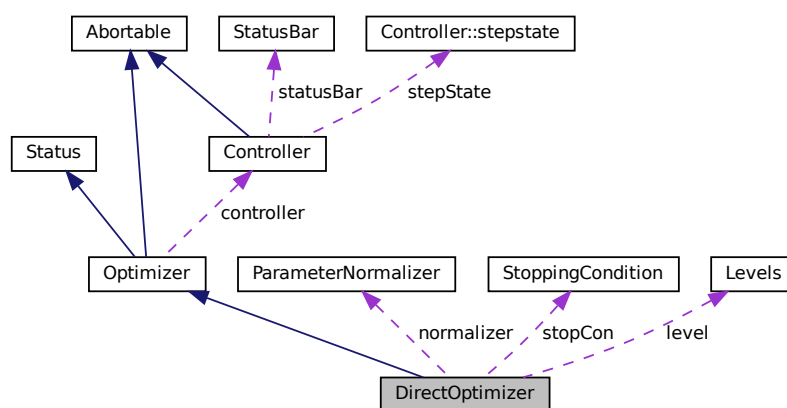 Abortable
StatusBar
Controller::stepstate
statusBar
stepState
Status
Controller
controller
Optimizer
ParameterNormalizer
StoppingCondition
Levels
normalizer
stopCon
level
DirectOptimizer